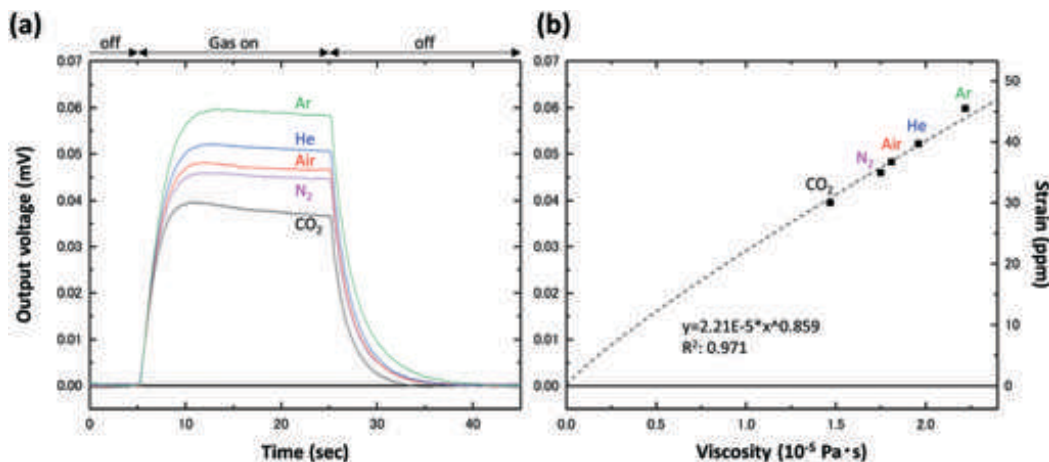 (a)
off
Gas on
off
0.07
0.06
0.05
0.04
0.03
0.02
0.01
0.00
Output voltage (mV)
Ar
He
Air
N₂
CO₂
0
10
20
30
40
Time (sec)
(b)
0.07
0.06
0.05
0.04
0.03
0.02
0.01
0.00
Ar
He
Air
N₂
CO₂
y=2.21E-5*x^0.859
R²: 0.971
50
40
30
20
10
0
Strain (ppm)
0.0
0.5
1.0
1.5
2.0
Viscosity (10⁻⁵ Pa·s)